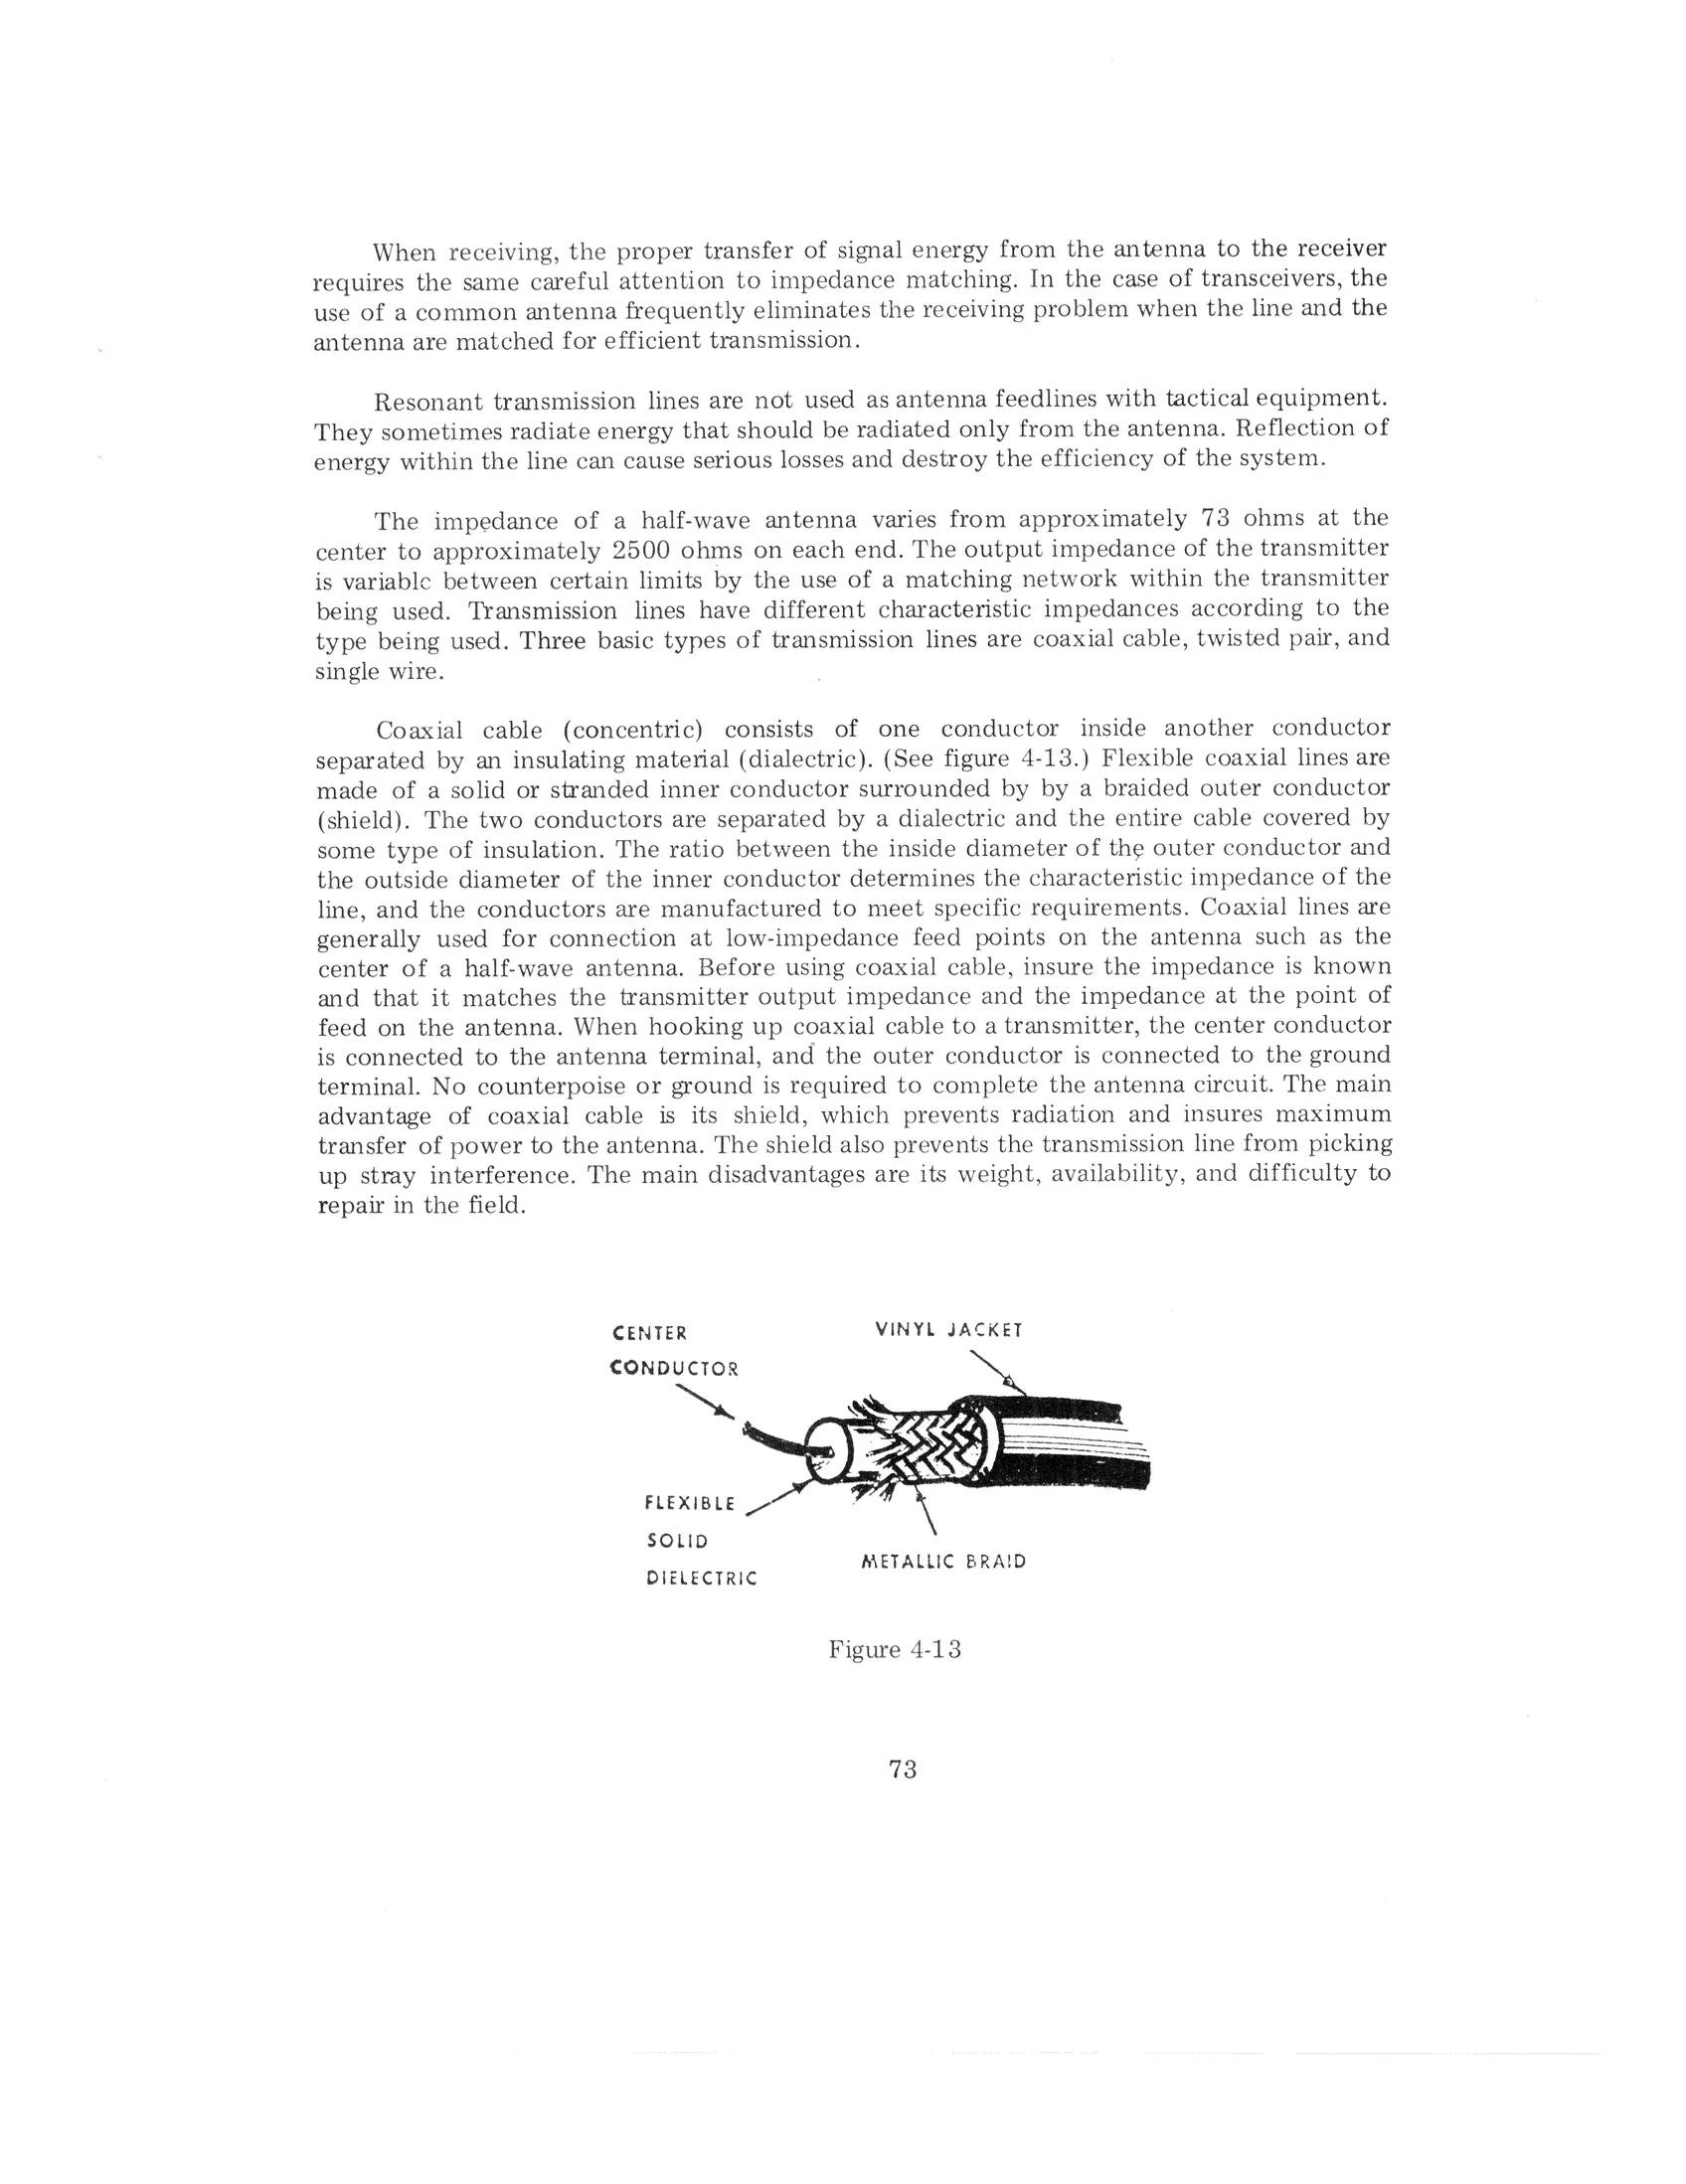 When receiving, the proper transfer of signal energy from the antenna to the receiver
requires the same careful attention to impedance matching. In the case of transceivers, the
use of a common antenna frequently eliminates the receiving problem when the line and the
antenna are matched for efficient transmission.
Resonant transmission lines are not used as antenna feedlines with tactical equipment.
They sometimes radiate energy that should be radiated only from the antenna. Reflection of
energy within the line can cause serious losses and destroy the efficiency of the system.
The impedance of a half-wave antenna varies from approximately 73 ohms at the
center to approximately 2500 ohms on each end. The output impedance of the transmitter
is variable between certain limits by the use of a matching network within the transmitter
being used. Transmission lines have different characteristic impedances according to the
type being used. Three basic types of transmission lines are coaxial cable, twisted pair, and
single wire.
Coaxial cable (concentric) consists of one conductor inside another conductor
separated by an insulating material (dialectric). (See figure 4-13.) Flexible coaxial lines are
made of a solid or stranded inner conductor surrounded by by a braided outer conductor
(shield). The two conductors are separated by a dialectric and the entire cable covered by
some type of insulation. The ratio between the inside diameter of the outer conductor and
the outside diameter of the inner conductor determines the characteristic impedance of the
line, and the conductors are manufactured to meet specific requirements. Coaxial lines are
generally used for connection at low-impedance feed points on the antenna such as the
center of a half-wave antenna. Before using coaxial cable, insure the impedance is known
and that it matches the transmitter output impedance and the impedance at the point of
feed on the antenna. When hooking up coaxial cable to a transmitter, the center conductor
is connected to the antenna terminal, and the outer conductor is connected to the ground
terminal. No counterpoise or ground is required to complete the antenna circuit. The main
advantage of coaxial cable is its shield, which prevents radiation and insures maximum
transfer of power to the antenna. The shield also prevents the transmission line from picking
up stray interference. The main disadvantages are its weight, availability, and difficulty to
repair in the field.
CENTER
CONDUCTOR
VINYL JACKET
FLEXIBLE
SOLID
DIELECTRIC
METALLIC BRAID
Figure 4-13
73